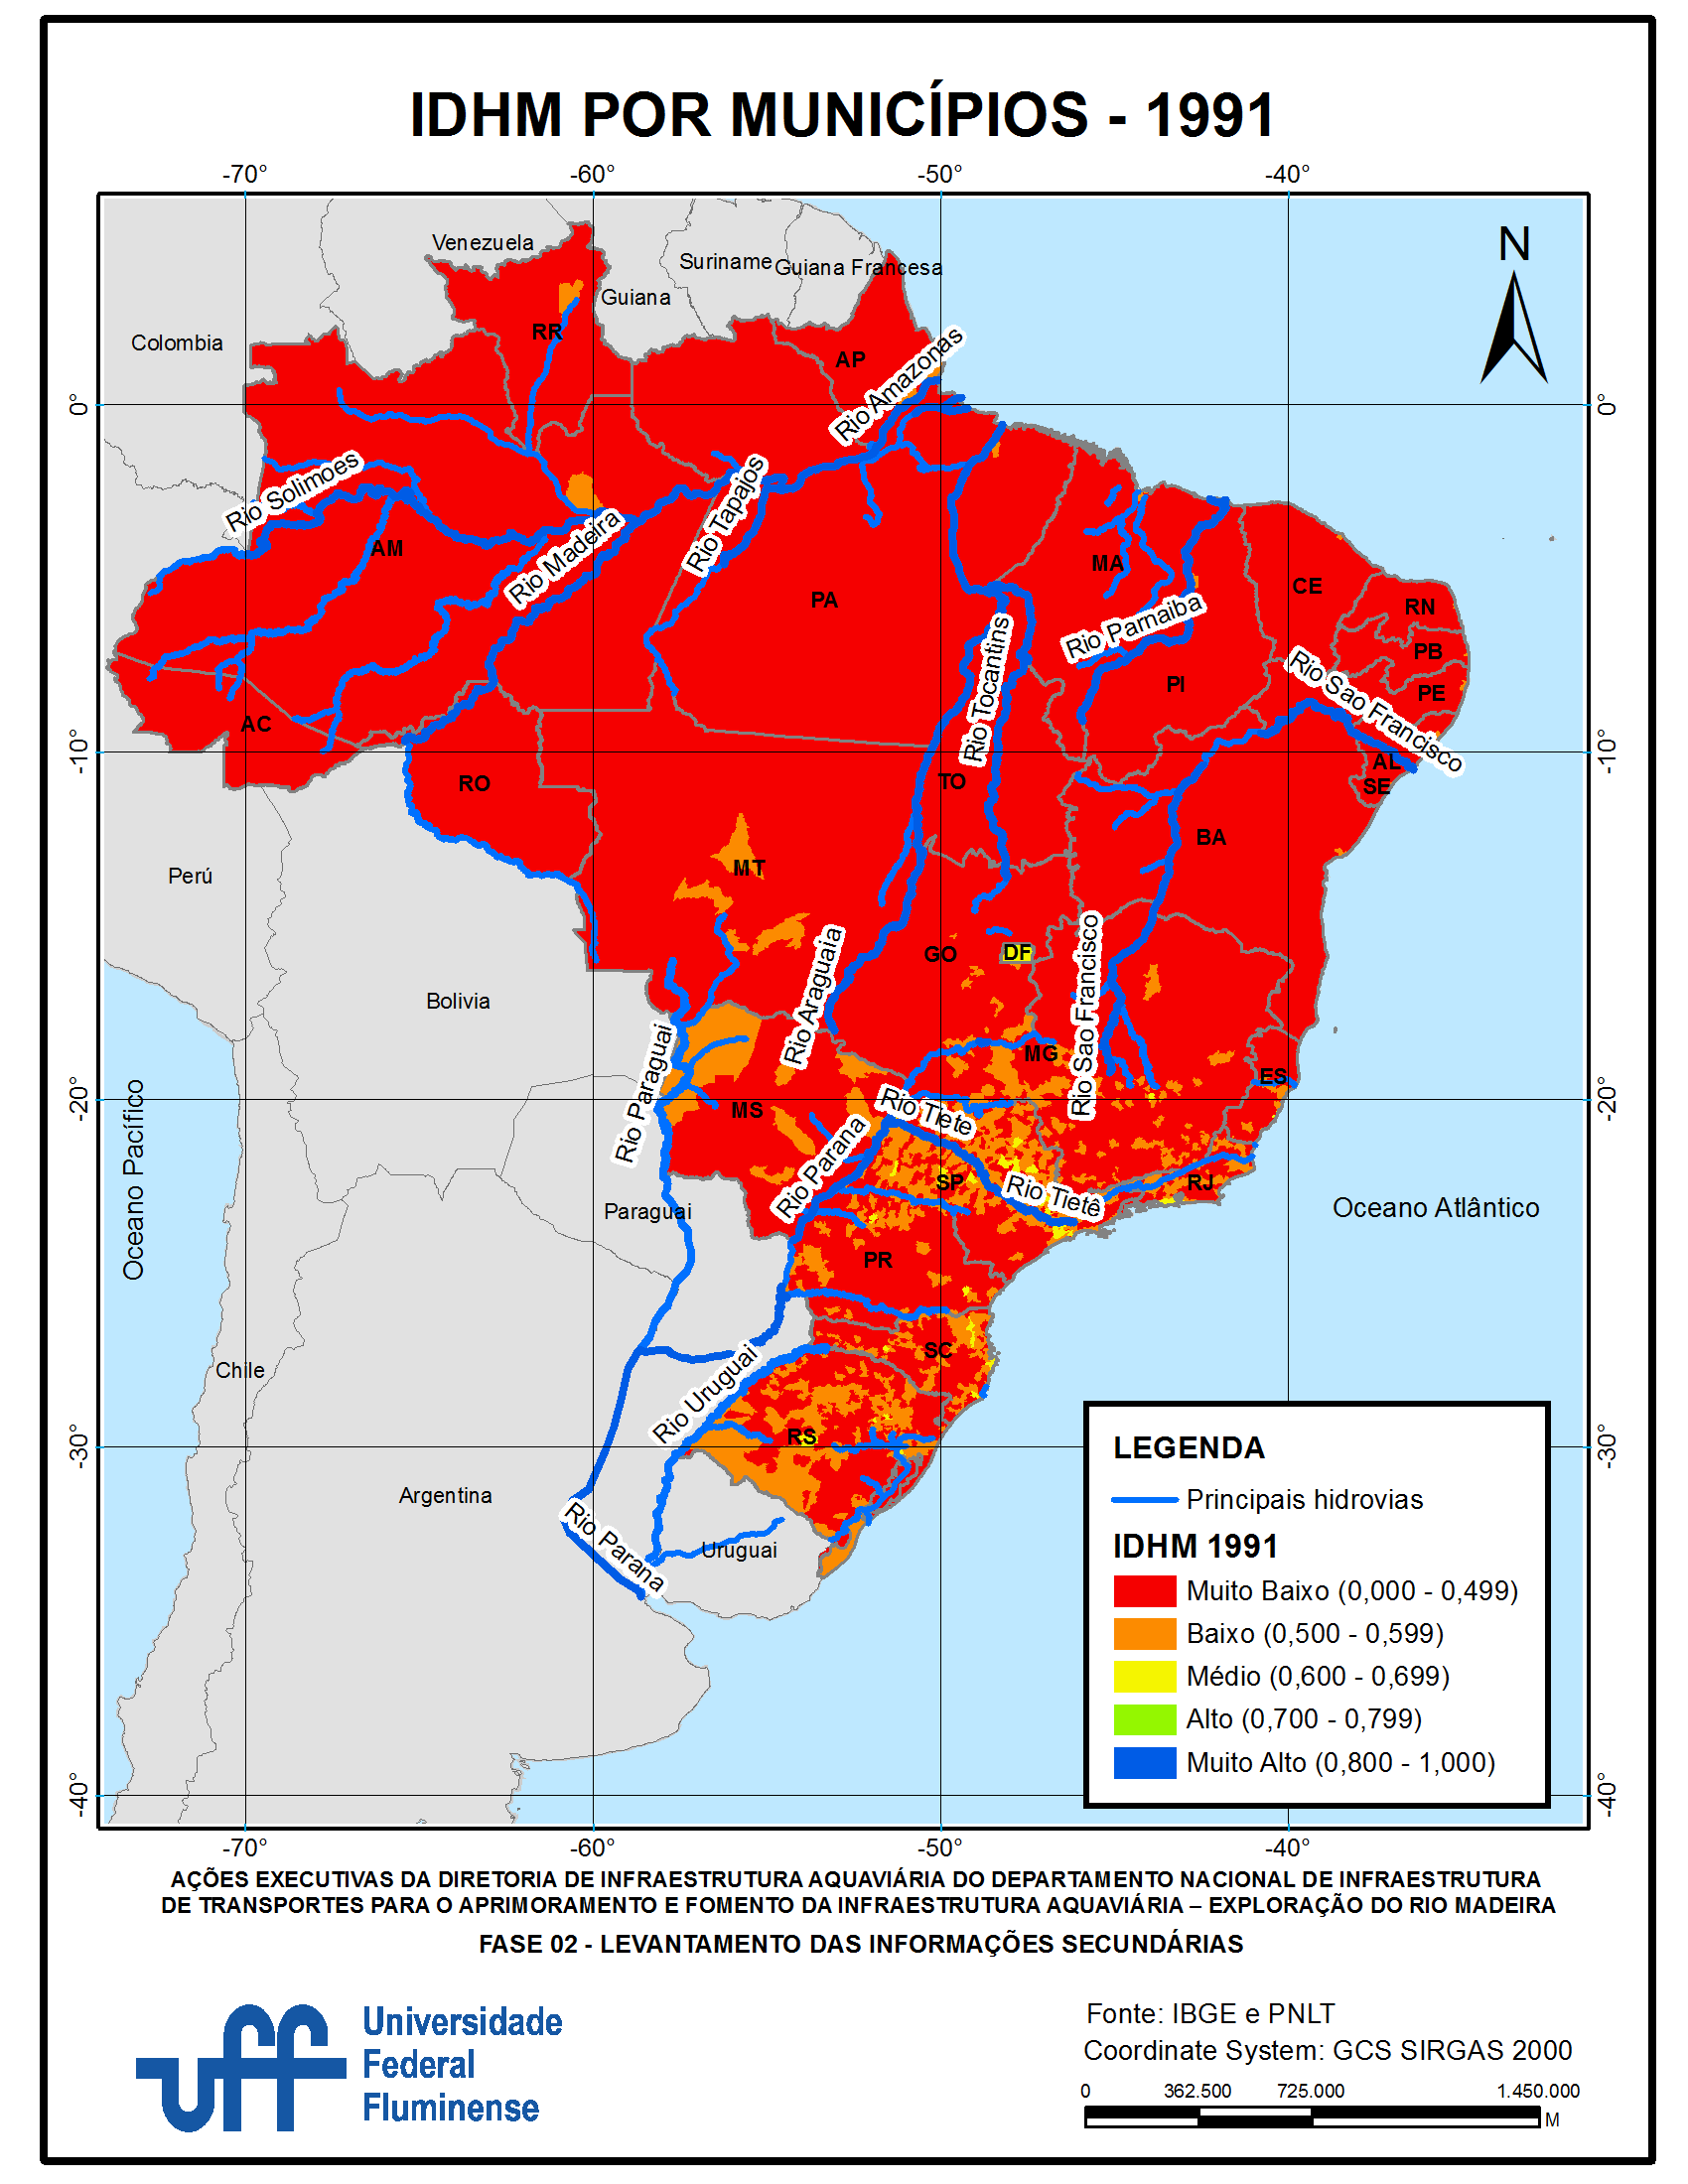 IDHM POR MUNICÍPIOS - 1991
-70°
-60°
-50°
-40°
N
Venezuela
Suriname
Guiana Francesa
Guiana
Colombia
RR
AP
Rio Amazonas
0°
0°
Rio Solimoes
Rio Tapajos
Rio Madeira
AM
PA
MA
CE
RN
Rio Parnaiba
PB
Rio Tocantins
PI
PE
Rio Sao Francisco
AC
-10°
-10°
RO
TO
AL
SE
BA
MT
Perú
Rio Araguaia
GO
DF
Rio Sao Francisco
Bolivia
Rio Paraguai
MG
ES
-20°
-20°
MS
Rio Tiete
Rio Parana
Oceano Pacífico
SP
Rio Tietê
RJ
Paraguai
Oceano Atlântico
PR
SC
Chile
Rio Uruguai
RS
-30°
-30°
Argentina
Rio Parana
Uruguai
LEGENDA
Principais hidrovias
IDHM 1991
Muito Baixo (0,000 - 0,499)
Baixo (0,500 - 0,599)
Médio (0,600 - 0,699)
Alto (0,700 - 0,799)
Muito Alto (0,800 - 1,000)
-40°
-40°
-70°
-60°
-50°
-40°
AÇÕES EXECUTIVAS DA DIRETORIA DE INFRAESTRUTURA AQUAVIÁRIA DO DEPARTAMENTO NACIONAL DE INFRAESTRUTURA
DE TRANSPORTES PARA O APRIMORAMENTO E FOMENTO DA INFRAESTRUTURA AQUAVIÁRIA – EXPLORAÇÃO DO RIO MADEIRA
FASE 02 - LEVANTAMENTO DAS INFORMAÇÕES SECUNDÁRIAS
uff
Universidade
Federal
Fluminense
Fonte: IBGE e PNLT
Coordinate System: GCS SIRGAS 2000
0 362.500 725.000 1.450.000
M